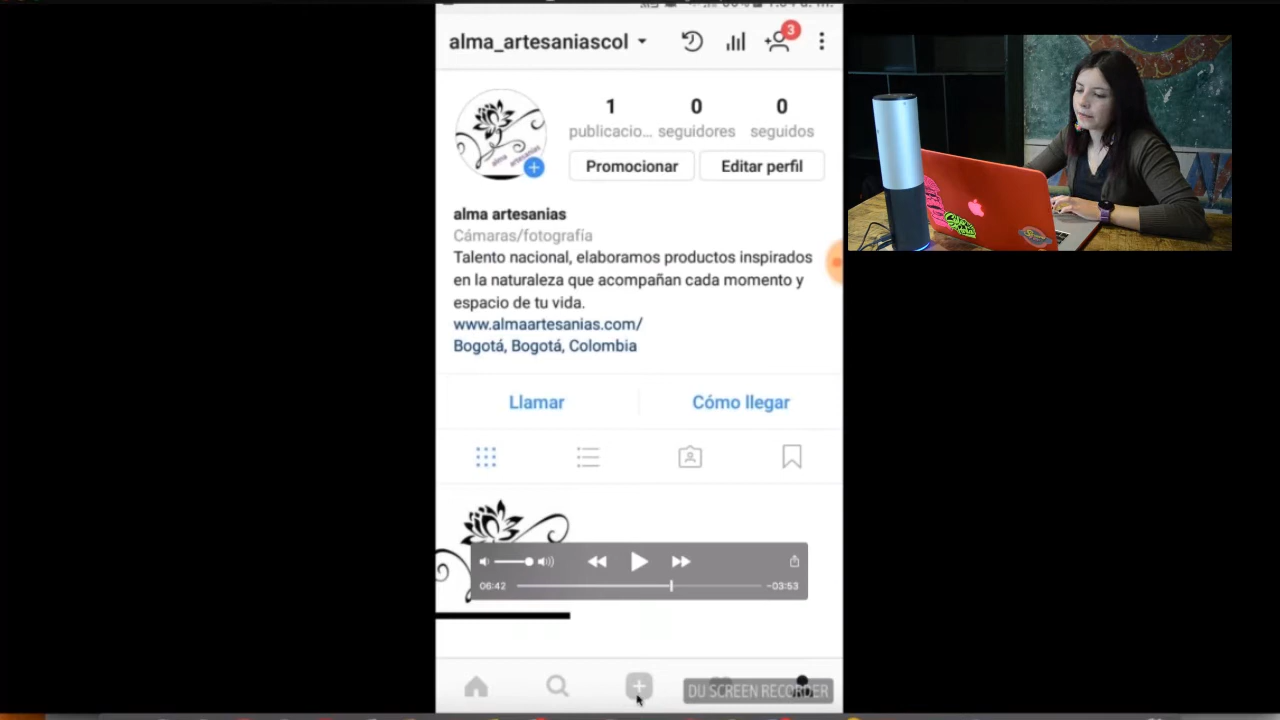 alma_artesaniascol
3
1 0 0
publicacio... seguidores seguidos
Promocionar Editar perfil
alma artesanias
Cámaras/fotografía
Talento nacional, elaboramos productos inspirados
en la naturaleza que acompañan cada momento y
espacio de tu vida.
www.almaartesanias.com/
Bogotá, Bogotá, Colombia
Llamar Cómo llegar
06:42 -03:53
DU SCREEN RECORDER